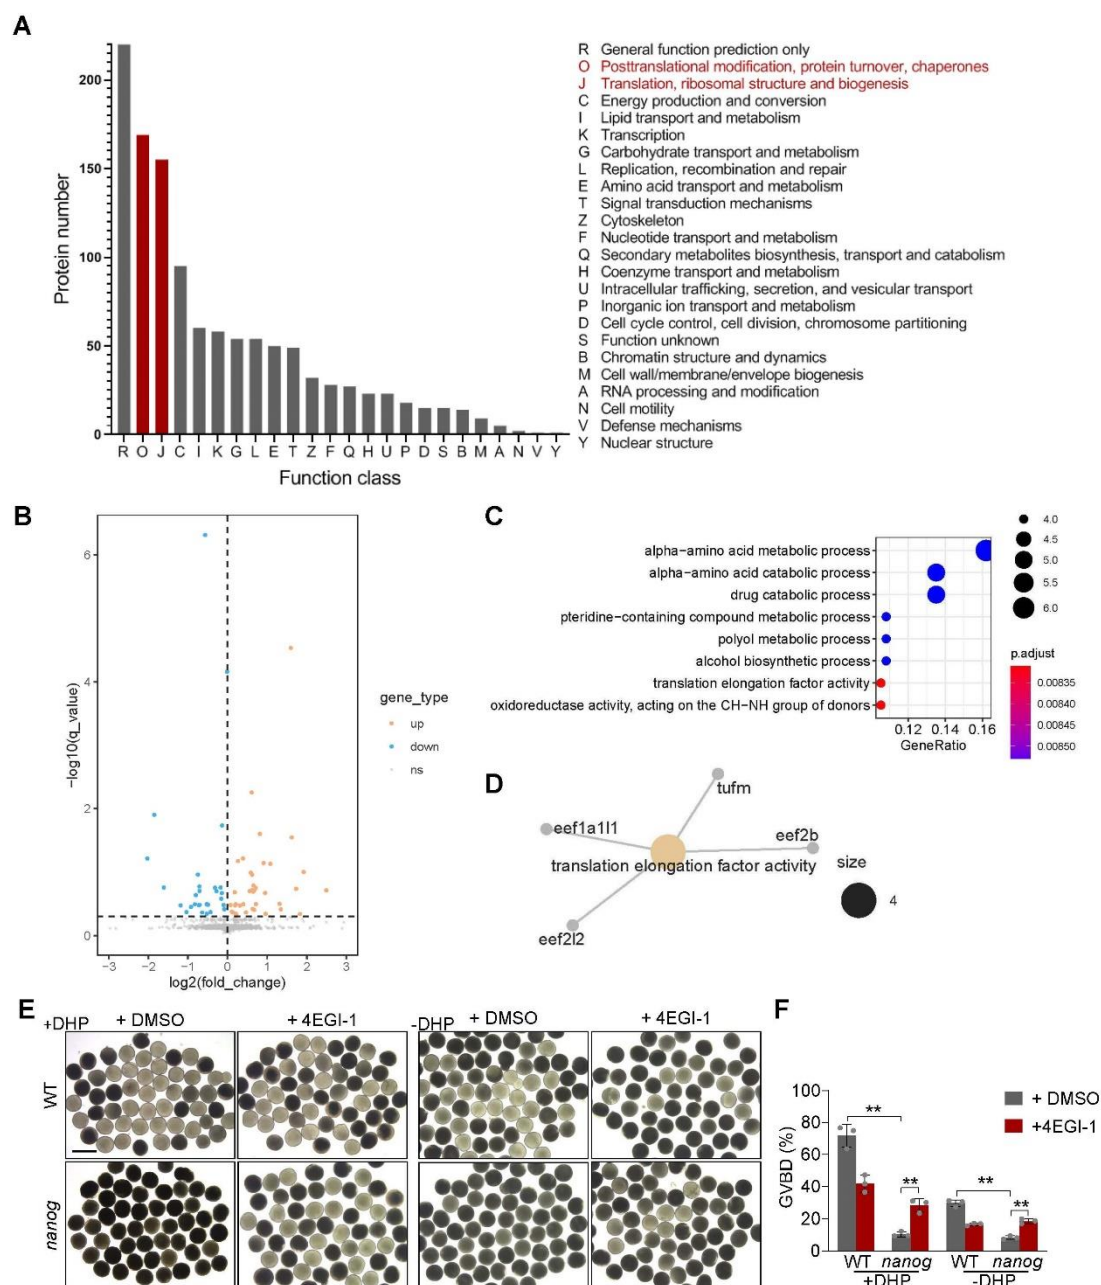 A
Protein number
200
150
100
50
0
R O J C I K G L E T Z F Q H U P D S B M A N V Y
Function class
R General function prediction only
O Posttranslational modification, protein turnover, chaperones
J Translation, ribosomal structure and biogenesis
C Energy production and conversion
I Lipid transport and metabolism
K Transcription
G Carbohydrate transport and metabolism
L Replication, recombination and repair
E Amino acid transport and metabolism
T Signal transduction mechanisms
Z Cytoskeleton
F Nucleotide transport and metabolism
Q Secondary metabolites biosynthesis, transport and catabolism
H Coenzyme transport and metabolism
U Intracellular trafficking, secretion, and vesicular transport
P Inorganic ion transport and metabolism
D Cell cycle control, cell division, chromosome partitioning
S Function unknown
B Chromatin structure and dynamics
M Cell wall/membrane/envelope biogenesis
A RNA processing and modification
N Cell motility
V Defense mechanisms
Y Nuclear structure
B
−log10(q_value)
6
4
2
0
−3 −2 −1 0 1 2 3
log2(fold_change)
gene_type
up
down
ns
C
alpha−amino acid metabolic process
alpha−amino acid catabolic process
drug catabolic process
pteridine−containing compound metabolic process
polyol metabolic process
alcohol biosynthetic process
translation elongation factor activity
oxidoreductase activity, acting on the CH−NH group of donors
0.12 0.14 0.16
GeneRatio
4.0
4.5
5.0
5.5
6.0
p.adjust
0.00835
0.00840
0.00845
0.00850
D
tufm
eef1a1l1
eef2b
translation elongation factor activity
eef2l2
size
4
E
+DHP + DMSO + 4EGI-1 -DHP + DMSO + 4EGI-1
WT
nanog
F
GVBD (%)
100
80
60
40
20
0
** ** ** **
+ DMSO
+4EGI-1
WT nanog WT nanog
+DHP -DHP